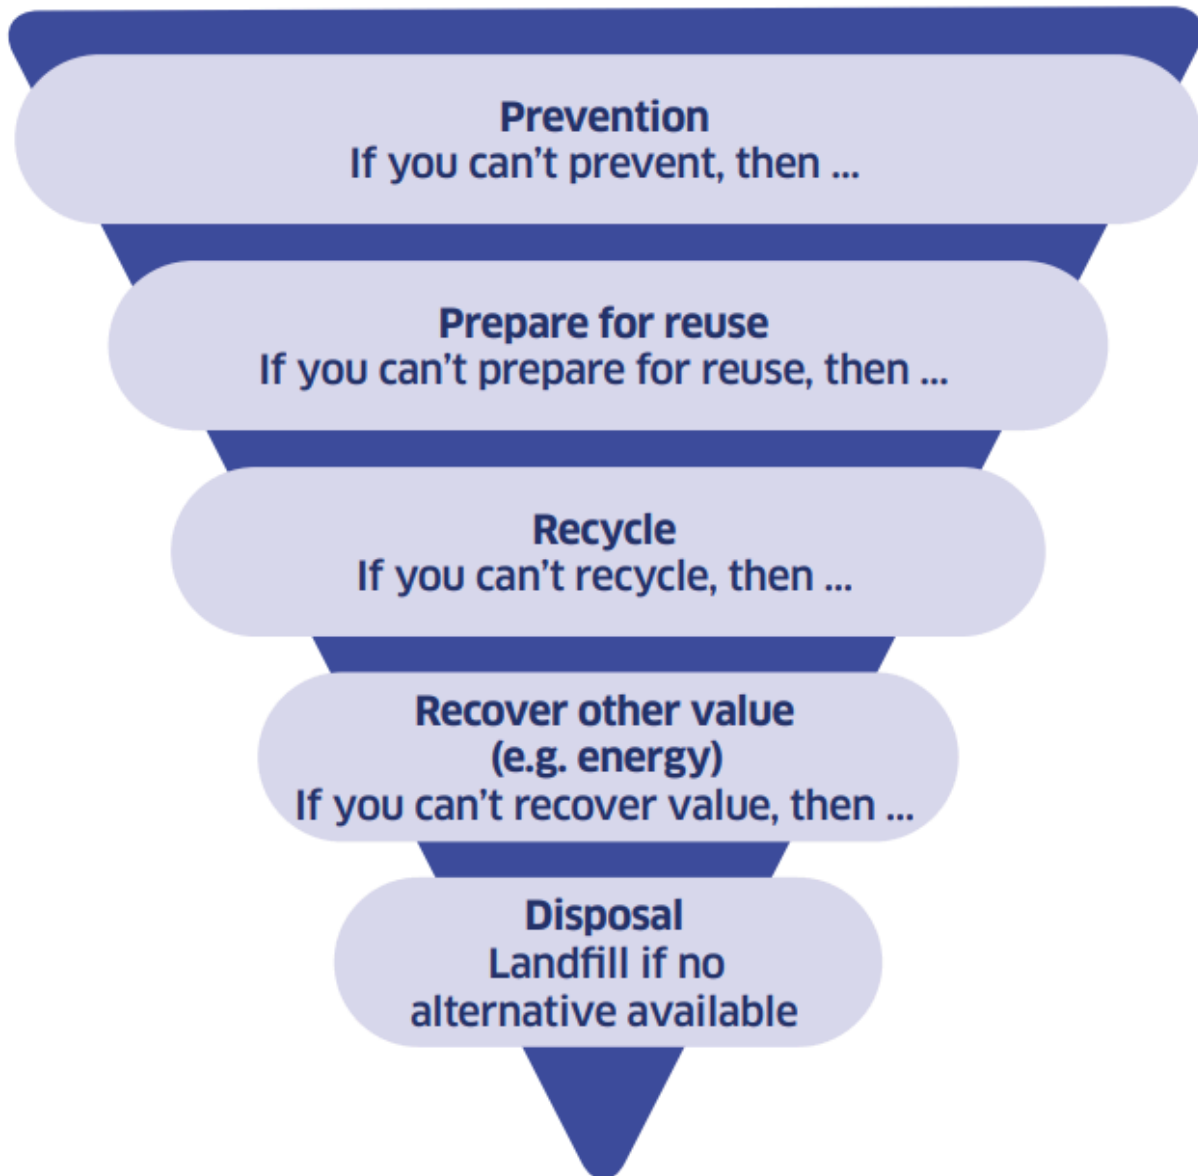 Prevention
If you can’t prevent, then ...
Prepare for reuse
If you can’t prepare for reuse, then ...
Recycle
If you can’t recycle, then ...
Recover other value
(e.g. energy)
If you can’t recover value, then ...
Disposal
Landfill if no
alternative available